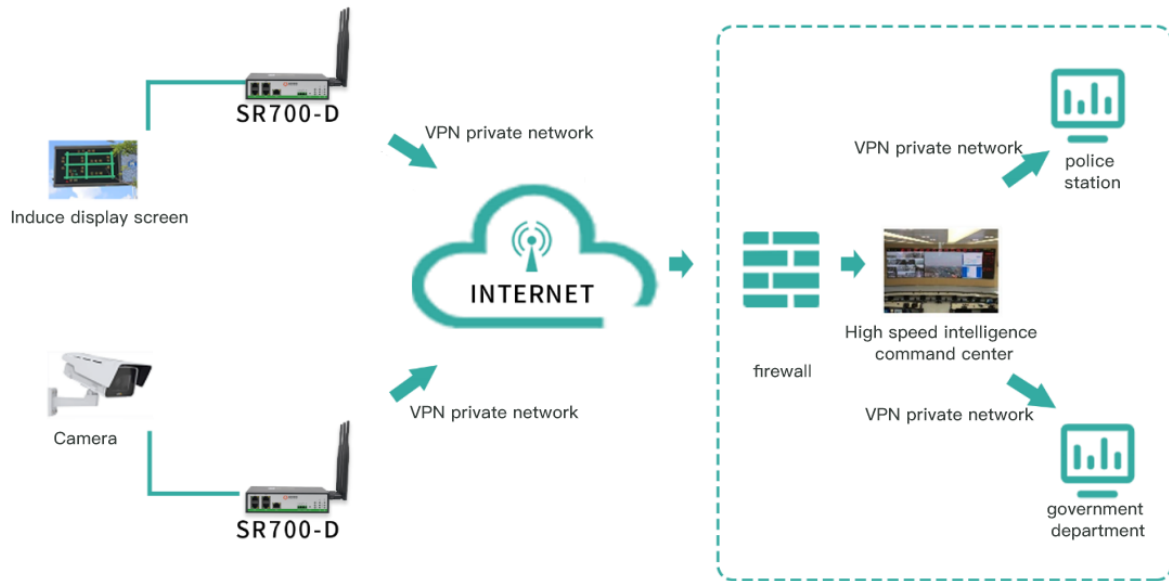 SR700-D
VPN private network
Induce display screen
INTERNET
Camera
VPN private network
SR700-D
VPN private network
police
station
firewall
High speed intelligence
command center
VPN private network
government
department